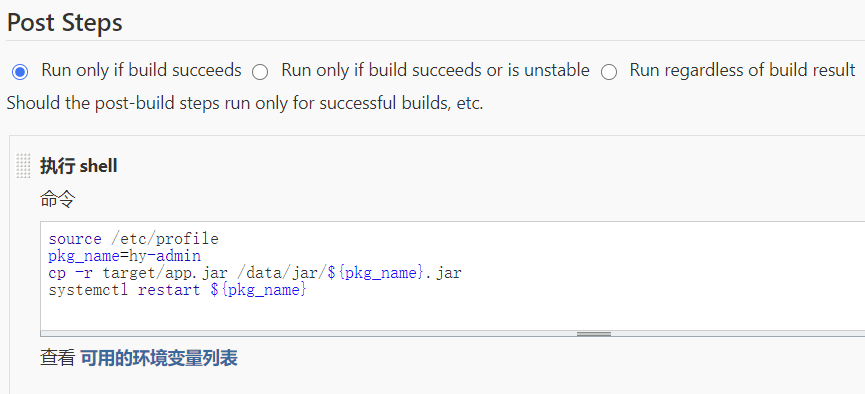 Post Steps
Run only if build succeeds Run only if build succeeds or is unstable Run regardless of build result
Should the post-build steps run only for successful builds, etc.
执行 shell
命令
source /etc/profile
pkg_name=hy-admin
cp -r target/app.jar /data/jar/${pkg_name}.jar
systemctl restart ${pkg_name}
查看 可用的环境变量列表